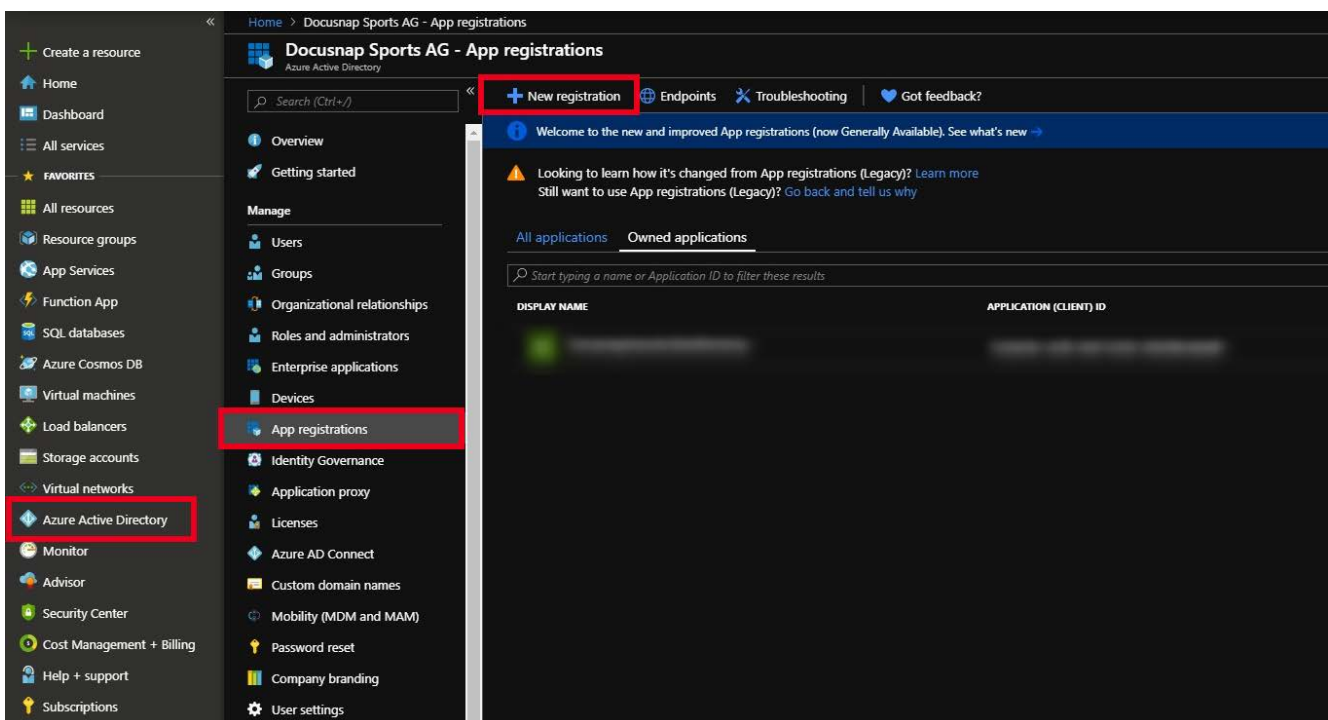 «
Create a resource
Home
Dashboard
All services
FAVORITES
All resources
Resource groups
App Services
Function App
SQL databases
Azure Cosmos DB
Virtual machines
Load balancers
Storage accounts
Virtual networks
Azure Active Directory
Monitor
Advisor
Security Center
Cost Management + Billing
Help + support
Subscriptions
Home > Docusnap Sports AG - App registrations
Docusnap Sports AG - App registrations
Azure Active Directory
Search (Ctrl+/)
«
Overview
Getting started
Manage
Users
Groups
Organizational relationships
Roles and administrators
Enterprise applications
Devices
App registrations
Identity Governance
Application proxy
Licenses
Azure AD Connect
Custom domain names
Mobility (MDM and MAM)
Password reset
Company branding
User settings
New registration Endpoints Troubleshooting Got feedback?
Welcome to the new and improved App registrations (now Generally Available). See what's new →
Looking to learn how it's changed from App registrations (Legacy)? Learn more
Still want to use App registrations (Legacy)? Go back and tell us why
All applications Owned applications
Start typing a name or Application ID to filter these results
DISPLAY NAME APPLICATION (CLIENT) ID